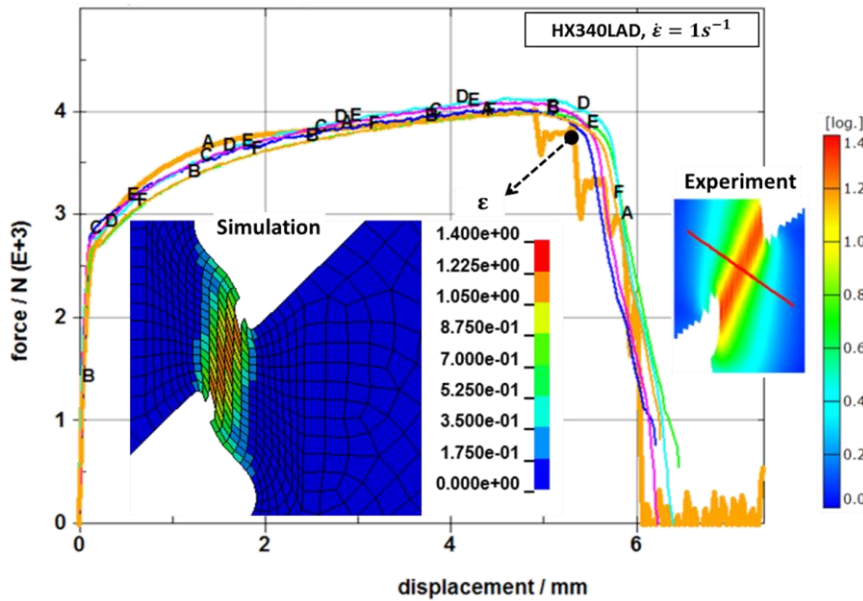 HX340LAD, ε̇ = 1s⁻¹
force / N (E+3)
4
3
2
1
0
0
2
4
6
displacement / mm
Simulation
ε
1.400e+00
1.225e+00
1.050e+00
8.750e-01
7.000e-01
5.250e-01
3.500e-01
1.750e-01
0.000e+00
Experiment
[log.]
1.4
1.2
1.0
0.8
0.6
1.4
1.2
0.0
A
D
E
C
F
B
D
E
C
A
F
B
D
E
C
B
A
F
B
D
E
F
A
E
F
C
D
B